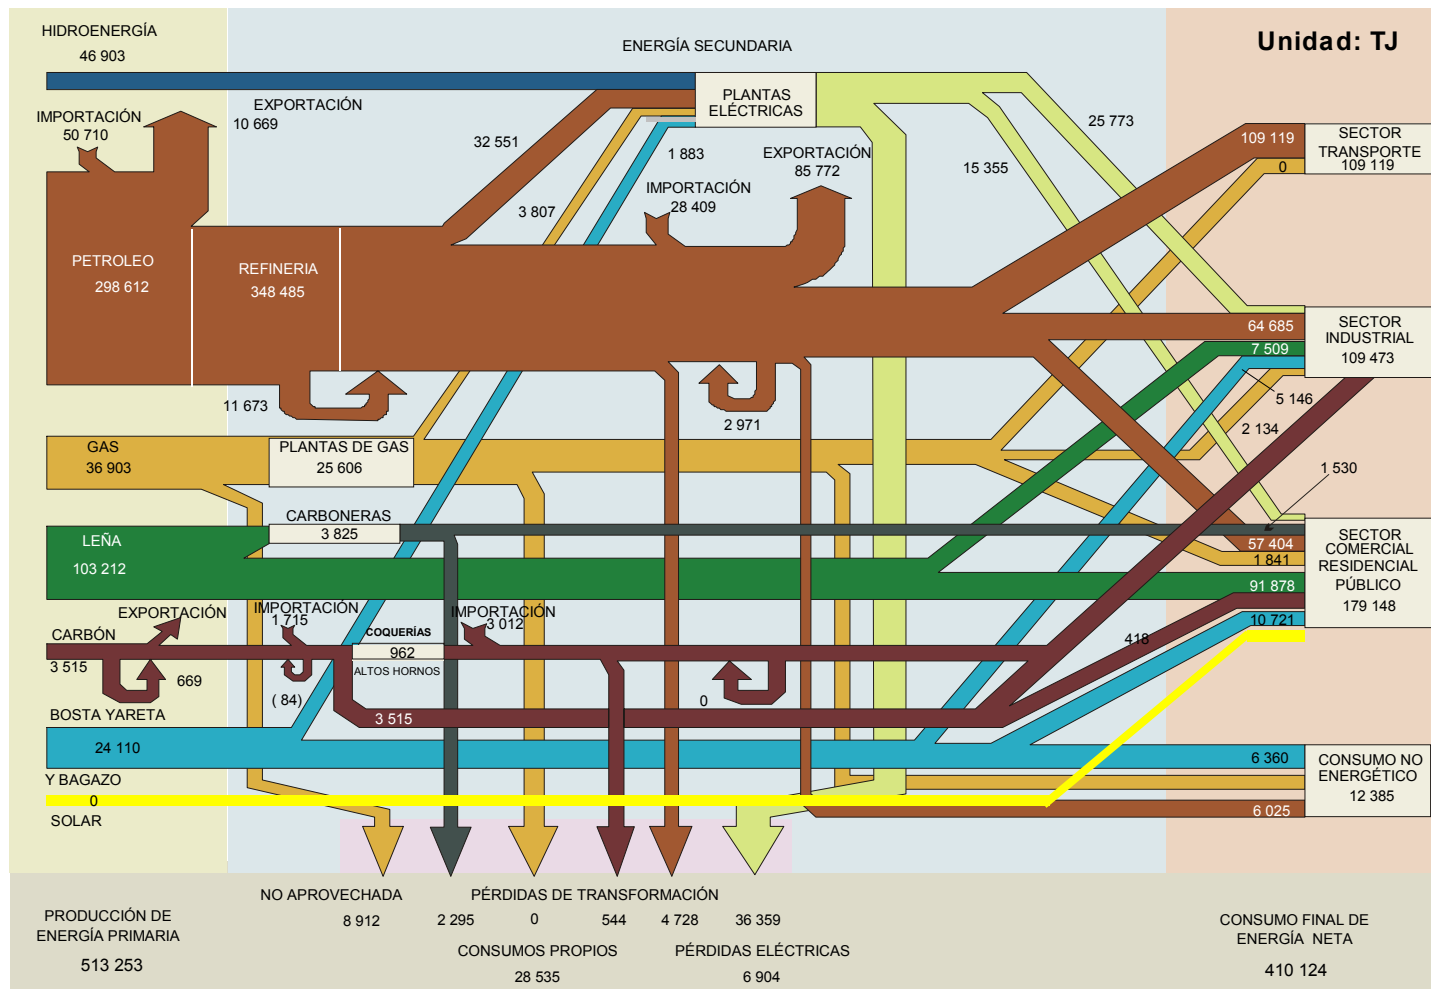 HIDROENERGÍA
46 903
ENERGÍA SECUNDARIA
Unidad: TJ
IMPORTACIÓN
50 710
EXPORTACIÓN
10 669
32 551
PLANTAS
ELÉCTRICAS
1 883
3 807
EXPORTACIÓN
85 772
IMPORTACIÓN
28 409
15 355
25 773
109 119
0
SECTOR
TRANSPORTE
109 119
PETROLEO
298 612
REFINERIA
348 485
11 673
2 971
64 685
7 509
SECTOR
INDUSTRIAL
109 473
5 146
2 134
1 530
GAS
36 903
PLANTAS DE GAS
25 606
CARBONERAS
3 825
LEÑA
103 212
57 404
1 841
91 878
10 721
SECTOR
COMERCIAL
RESIDENCIAL
PÚBLICO
179 148
EXPORTACIÓN
IMPORTACIÓN
1 715
COQUERÍAS
962
ALTOS HORNOS
IMPORTACIÓN
3 012
CARBÓN
3 515
669
( 84)
0
418
3 515
BOSTA YARETA
24 110
Y BAGAZO
0
SOLAR
6 360
6 025
CONSUMO NO
ENERGÉTICO
12 385
NO APROVECHADA
8 912
2 295
PÉRDIDAS DE TRANSFORMACIÓN
0
544
4 728
36 359
CONSUMOS PROPIOS
28 535
PÉRDIDAS ELÉCTRICAS
6 904
PRODUCCIÓN DE
ENERGÍA PRIMARIA
513 253
CONSUMO FINAL DE
ENERGÍA NETA
410 124